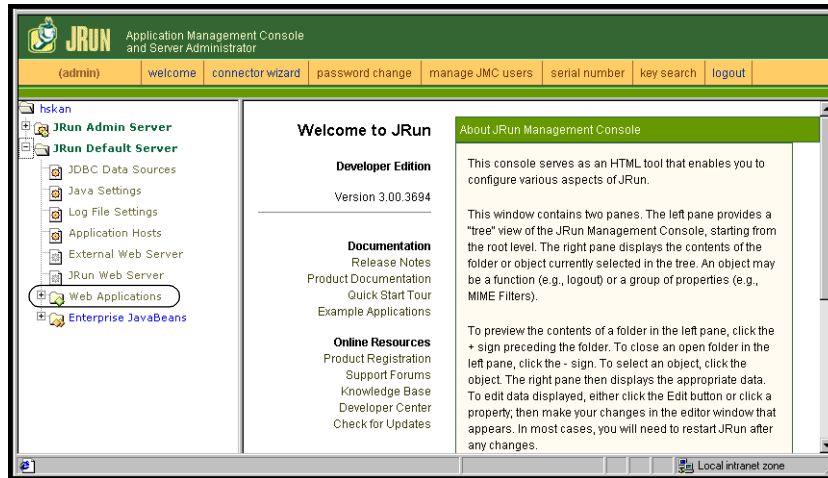 JRUN
Application Management Console
and Server Administrator
(admin) welcome connector wizard password change manage JMC users serial number key search logout
hskan
JRun Admin Server
JRun Default Server
JDBC Data Sources
Java Settings
Log File Settings
Application Hosts
External Web Server
JRun Web Server
Web Applications
Enterprise JavaBeans
Welcome to JRun
Developer Edition
Version 3.00.3694
Documentation
Release Notes
Product Documentation
Quick Start Tour
Example Applications
Online Resources
Product Registration
Support Forums
Knowledge Base
Developer Center
Check for Updates
About JRun Management Console
This console serves as an HTML tool that enables you to
configure various aspects of JRun.
This window contains two panes. The left pane provides a
"tree" view of the JRun Management Console, starting from
the root level. The right pane displays the contents of the
folder or object currently selected in the tree. An object may
be a function (e.g., logout) or a group of properties (e.g.,
MIME Filters).
To preview the contents of a folder in the left pane, click the
+ sign preceding the folder. To close an open folder in the
left pane, click the - sign. To select an object, click the
object. The right pane then displays the appropriate data.
To edit data displayed, either click the Edit button or click a
property; then make your changes in the editor window that
appears. In most cases, you will need to restart JRun after
any changes.
Local intranet zone